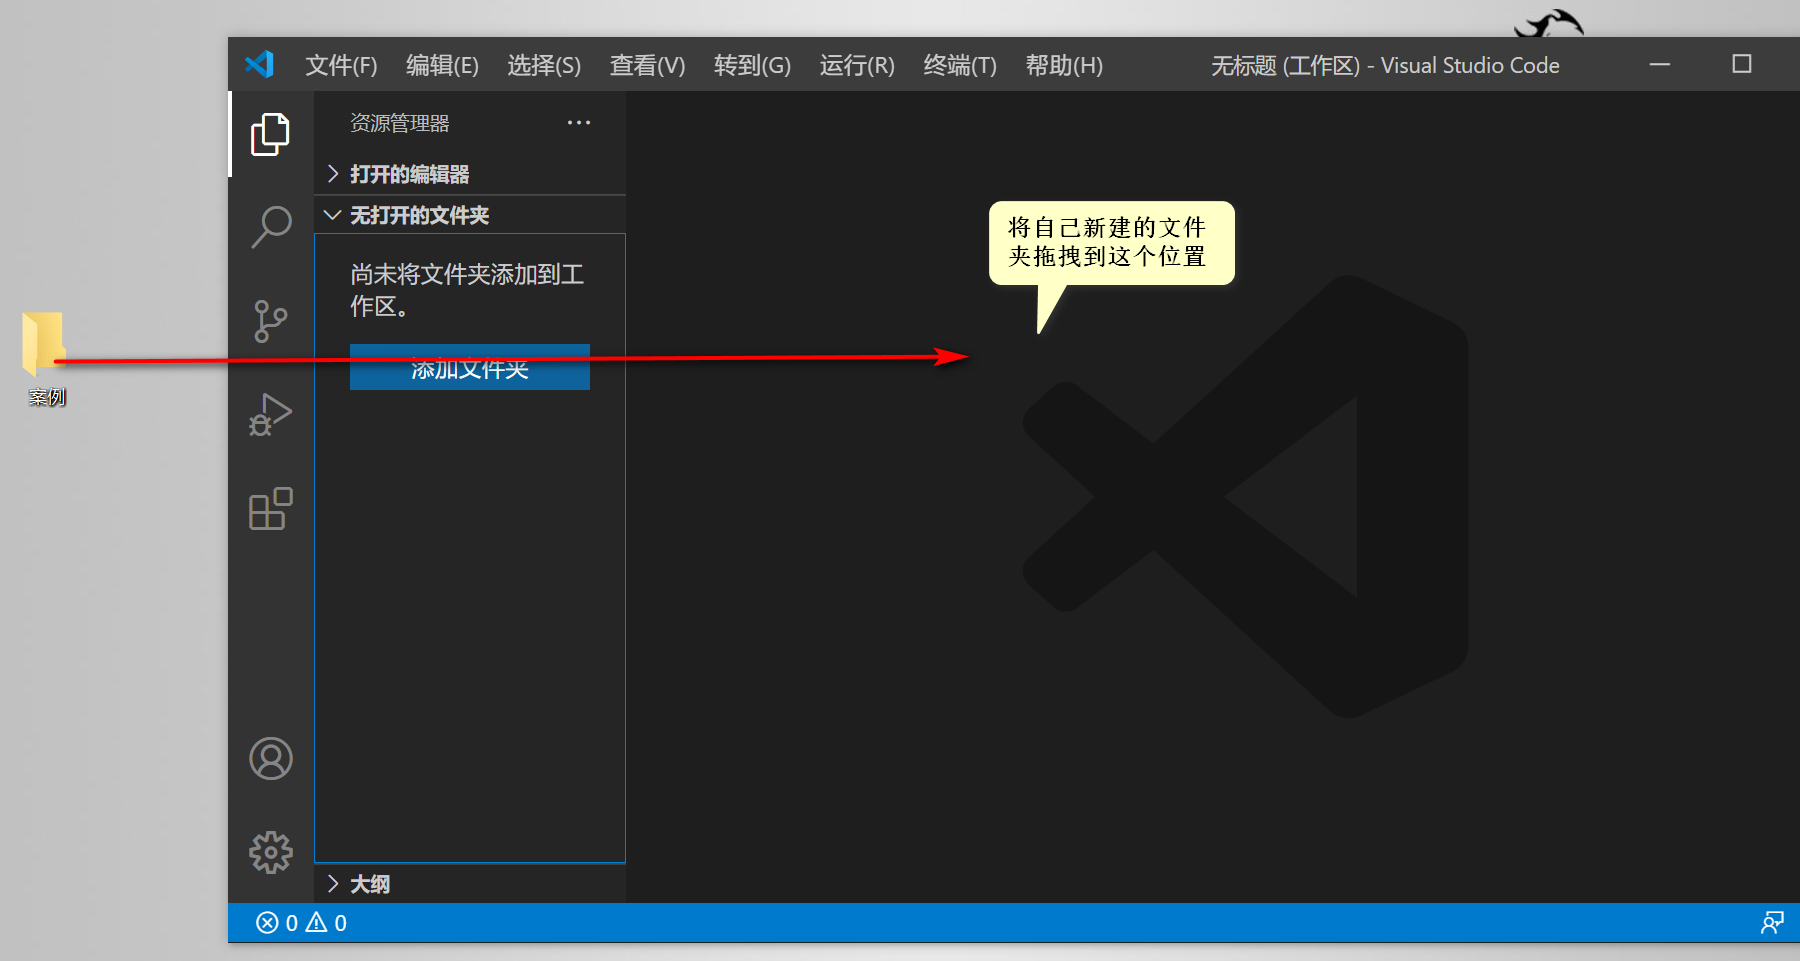 文件(F) 编辑(E) 选择(S) 查看(V) 转到(G) 运行(R) 终端(T) 帮助(H) 无标题 (工作区) - Visual Studio Code
资源管理器
打开的编辑器
无打开的文件夹
尚未将文件夹添加到工
作区。
添加文件夹
将自己新建的文件
夹拖拽到这个位置
案例
大纲
0 0